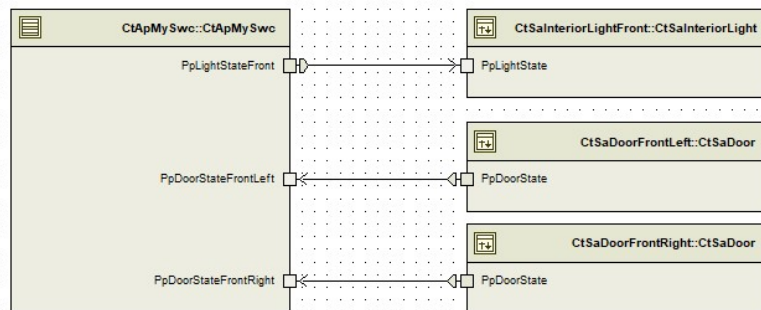 CtApMySwc::CtApMySwc
PpLightStateFront
PpDoorStateFrontLeft
PpDoorStateFrontRight
CtSaInteriorLightFront::CtSaInteriorLight
PpLightState
CtSaDoorFrontLeft::CtSaDoor
PpDoorState
CtSaDoorFrontRight::CtSaDoor
PpDoorState